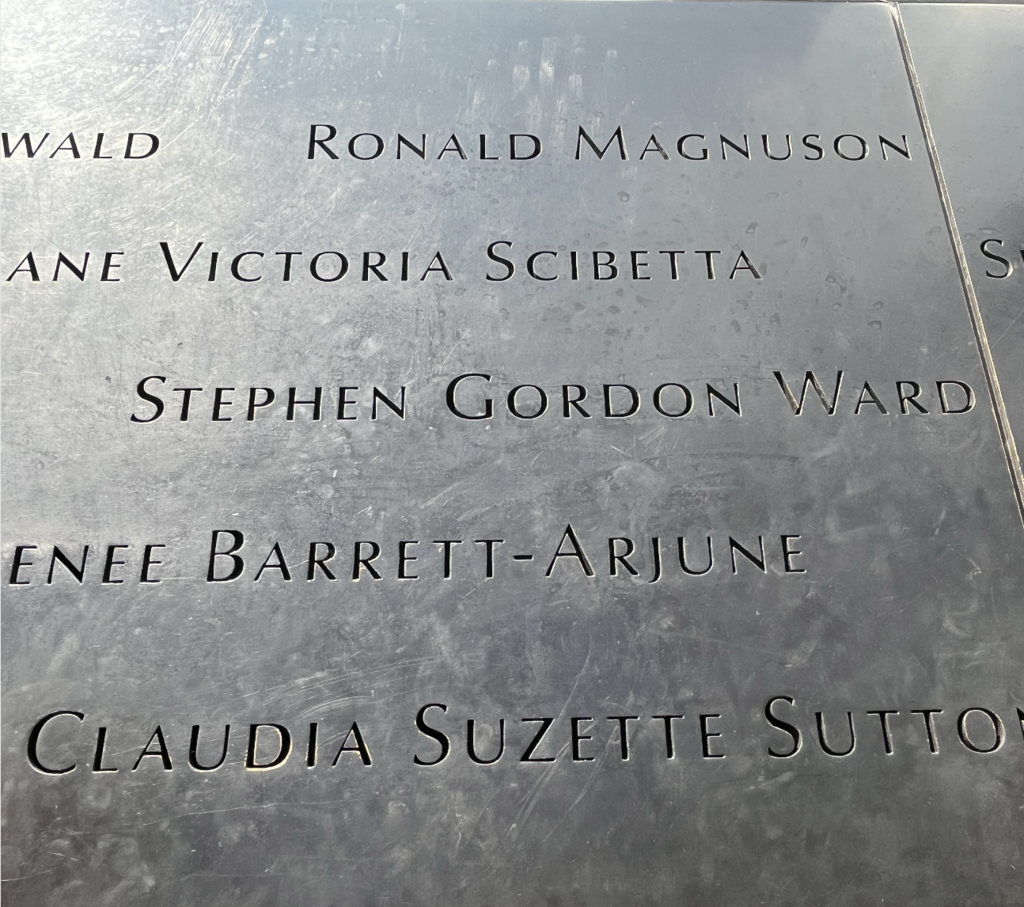 WALD RONALD MAGNUSON
ANE VICTORIA SCIBETTA
STEPHEN GORDON WARD
ENEE BARRETT-ARJUNE
CLAUDIA SUZETTE SUTTO